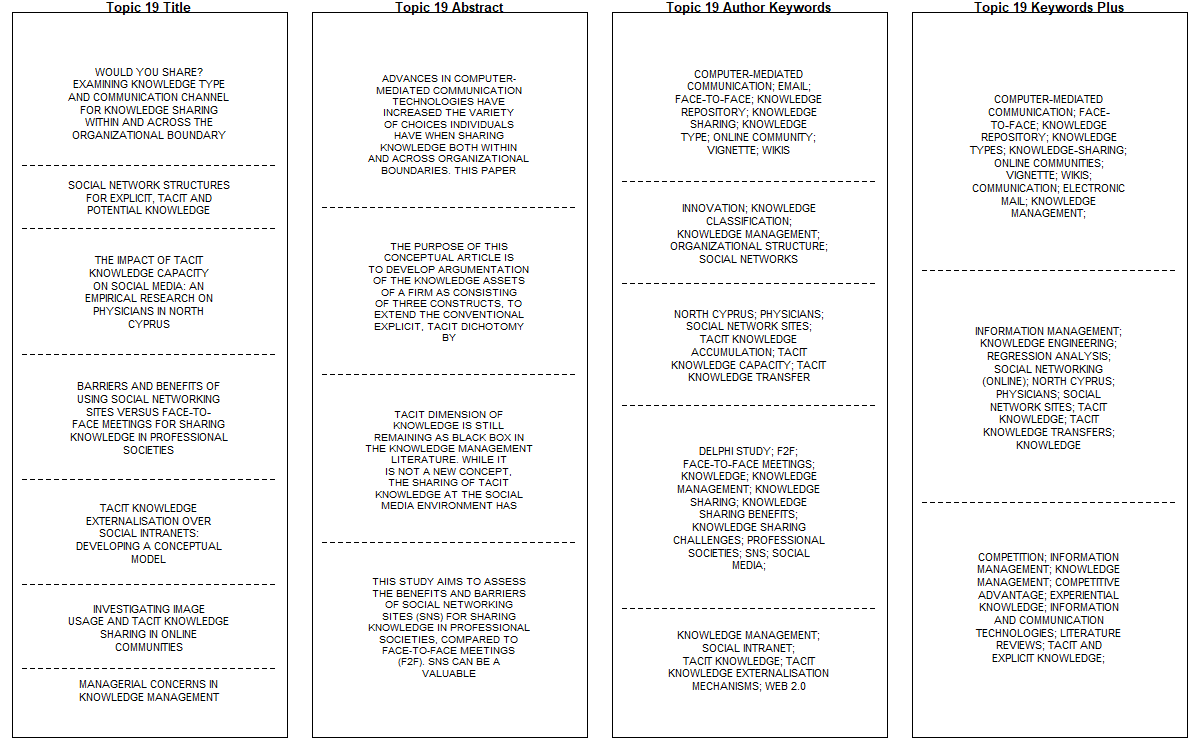 Topic 19 Title
WOULD YOU SHARE?
EXAMINING KNOWLEDGE TYPE
AND COMMUNICATION CHANNEL
FOR KNOWLEDGE SHARING
WITHIN AND ACROSS THE
ORGANIZATIONAL BOUNDARY
SOCIAL NETWORK STRUCTURES
FOR EXPLICIT, TACIT AND
POTENTIAL KNOWLEDGE
THE IMPACT OF TACIT
KNOWLEDGE CAPACITY
ON SOCIAL MEDIA: AN
EMPIRICAL RESEARCH ON
PHYSICIANS IN NORTH
CYPRUS
BARRIERS AND BENEFITS OF
USING SOCIAL NETWORKING
SITES VERSUS FACE-TO-
FACE MEETINGS FOR SHARING
KNOWLEDGE IN PROFESSIONAL
SOCIETIES
TACIT KNOWLEDGE
EXTERNALISATION OVER
SOCIAL INTRANETS:
DEVELOPING A CONCEPTUAL
MODEL
INVESTIGATING IMAGE
USAGE AND TACIT KNOWLEDGE
SHARING IN ONLINE
COMMUNITIES
MANAGERIAL CONCERNS IN
KNOWLEDGE MANAGEMENT
Topic 19 Abstract
ADVANCES IN COMPUTER-
MEDIATED COMMUNICATION
TECHNOLOGIES HAVE
INCREASED THE VARIETY
OF CHOICES INDIVIDUALS
HAVE WHEN SHARING
KNOWLEDGE BOTH WITHIN
AND ACROSS ORGANIZATIONAL
BOUNDARIES. THIS PAPER
THE PURPOSE OF THIS
CONCEPTUAL ARTICLE IS
TO DEVELOP ARGUMENTATION
OF THE KNOWLEDGE ASSETS
OF A FIRM AS CONSISTING
OF THREE CONSTRUCTS, TO
EXTEND THE CONVENTIONAL
EXPLICIT, TACIT DICHOTOMY
BY
TACIT DIMENSION OF
KNOWLEDGE IS STILL
REMAINING AS BLACK BOX IN
THE KNOWLEDGE MANAGEMENT
LITERATURE. WHILE IT
IS NOT A NEW CONCEPT,
THE SHARING OF TACIT
KNOWLEDGE AT THE SOCIAL
MEDIA ENVIRONMENT HAS
THIS STUDY AIMS TO ASSESS
THE BENEFITS AND BARRIERS
OF SOCIAL NETWORKING
SITES (SNS) FOR SHARING
KNOWLEDGE IN PROFESSIONAL
SOCIETIES, COMPARED TO
FACE-TO-FACE MEETINGS
(F2F). SNS CAN BE A
VALUABLE
Topic 19 Author Keywords
COMPUTER-MEDIATED
COMMUNICATION; EMAIL;
FACE-TO-FACE; KNOWLEDGE
REPOSITORY; KNOWLEDGE
SHARING; KNOWLEDGE
TYPE; ONLINE COMMUNITY;
VIGNETTE; WIKIS
INNOVATION; KNOWLEDGE
CLASSIFICATION;
KNOWLEDGE MANAGEMENT;
ORGANIZATIONAL STRUCTURE;
SOCIAL NETWORKS
NORTH CYPRUS; PHYSICIANS;
SOCIAL NETWORK SITES;
TACIT KNOWLEDGE
ACCUMULATION; TACIT
KNOWLEDGE CAPACITY; TACIT
KNOWLEDGE TRANSFER
DELPHI STUDY; F2F;
FACE-TO-FACE MEETINGS;
KNOWLEDGE; KNOWLEDGE
MANAGEMENT; KNOWLEDGE
SHARING; KNOWLEDGE
SHARING BENEFITS;
KNOWLEDGE SHARING
CHALLENGES; PROFESSIONAL
SOCIETIES; SNS; SOCIAL
MEDIA;
KNOWLEDGE MANAGEMENT;
SOCIAL INTRANET;
TACIT KNOWLEDGE; TACIT
KNOWLEDGE EXTERNALISATION
MECHANISMS; WEB 2.0
Topic 19 Keywords Plus
COMPUTER-MEDIATED
COMMUNICATION; FACE-
TO-FACE; KNOWLEDGE
REPOSITORY; KNOWLEDGE
TYPES; KNOWLEDGE-SHARING;
ONLINE COMMUNITIES;
VIGNETTE; WIKIS;
COMMUNICATION; ELECTRONIC
MAIL; KNOWLEDGE
MANAGEMENT;
INFORMATION MANAGEMENT;
KNOWLEDGE ENGINEERING;
REGRESSION ANALYSIS;
SOCIAL NETWORKING
(ONLINE); NORTH CYPRUS;
PHYSICIANS; SOCIAL
NETWORK SITES; TACIT
KNOWLEDGE; TACIT
KNOWLEDGE TRANSFERS;
KNOWLEDGE
COMPETITION; INFORMATION
MANAGEMENT; KNOWLEDGE
MANAGEMENT; COMPETITIVE
ADVANTAGE; EXPERIENTIAL
KNOWLEDGE; INFORMATION
AND COMMUNICATION
TECHNOLOGIES; LITERATURE
REVIEWS; TACIT AND
EXPLICIT KNOWLEDGE;